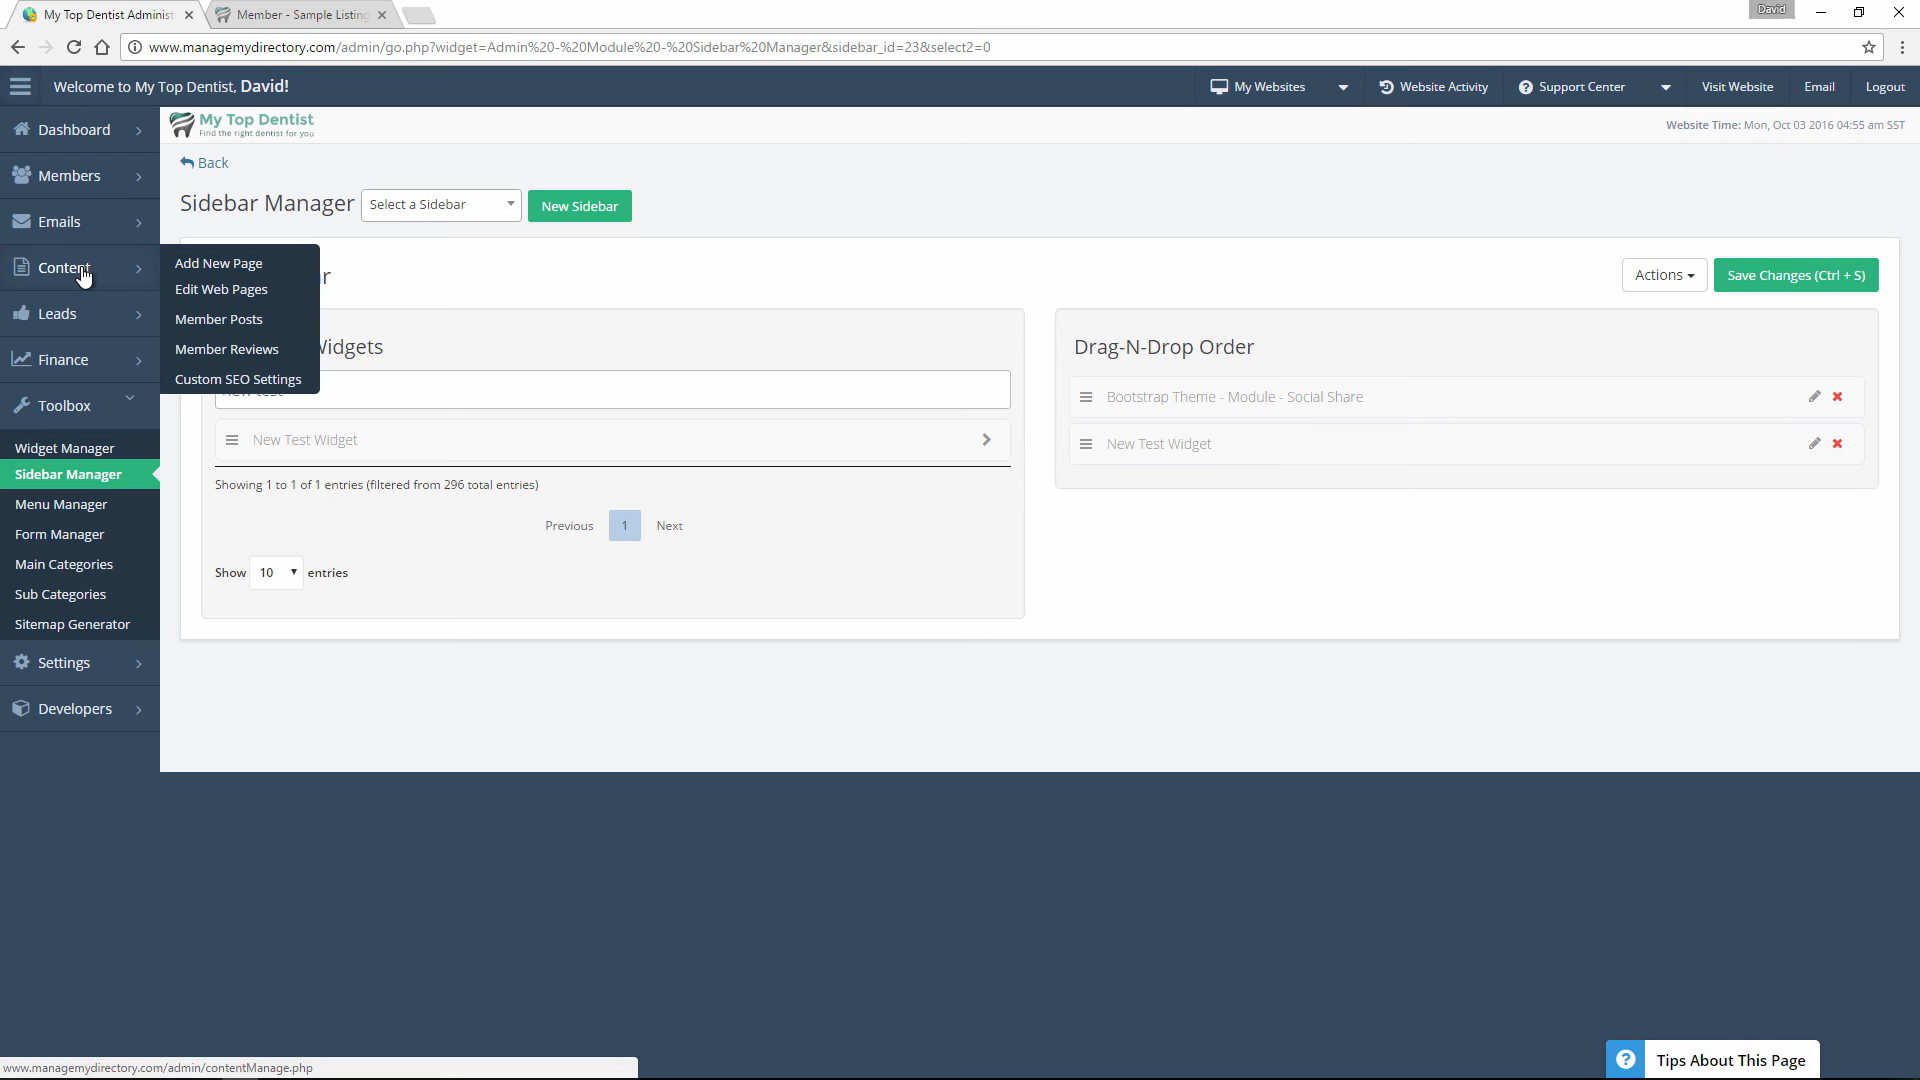 My Top Dentist Administ
Member - Sample Listing
David
www.managemydirectory.com/admin/go.php?widget=Admin%20-%20Module%20-%20Sidebar%20Manager&sidebar_id=23&select2=0
Welcome to My Top Dentist, David!
My Websites
Website Activity
Support Center
Visit Website
Email
Logout
Dashboard
Members
Emails
Content
Leads
Finance
Toolbox
Widget Manager
Sidebar Manager
Menu Manager
Form Manager
Main Categories
Sub Categories
Sitemap Generator
Settings
Developers
My Top Dentist
Find the right dentist for you
Website Time: Mon, Oct 03 2016 04:55 am SST
Back
Sidebar Manager
Select a Sidebar
New Sidebar
Add New Page
Edit Web Pages
Member Posts
Member Reviews
Custom SEO Settings
r
Actions
Save Changes (Ctrl + S)
Widgets
New Test Widget
Showing 1 to 1 of 1 entries (filtered from 296 total entries)
Previous
1
Next
Show 10 entries
Drag-N-Drop Order
Bootstrap Theme - Module - Social Share
New Test Widget
www.managemydirectory.com/admin/contentManage.php
Tips About This Page